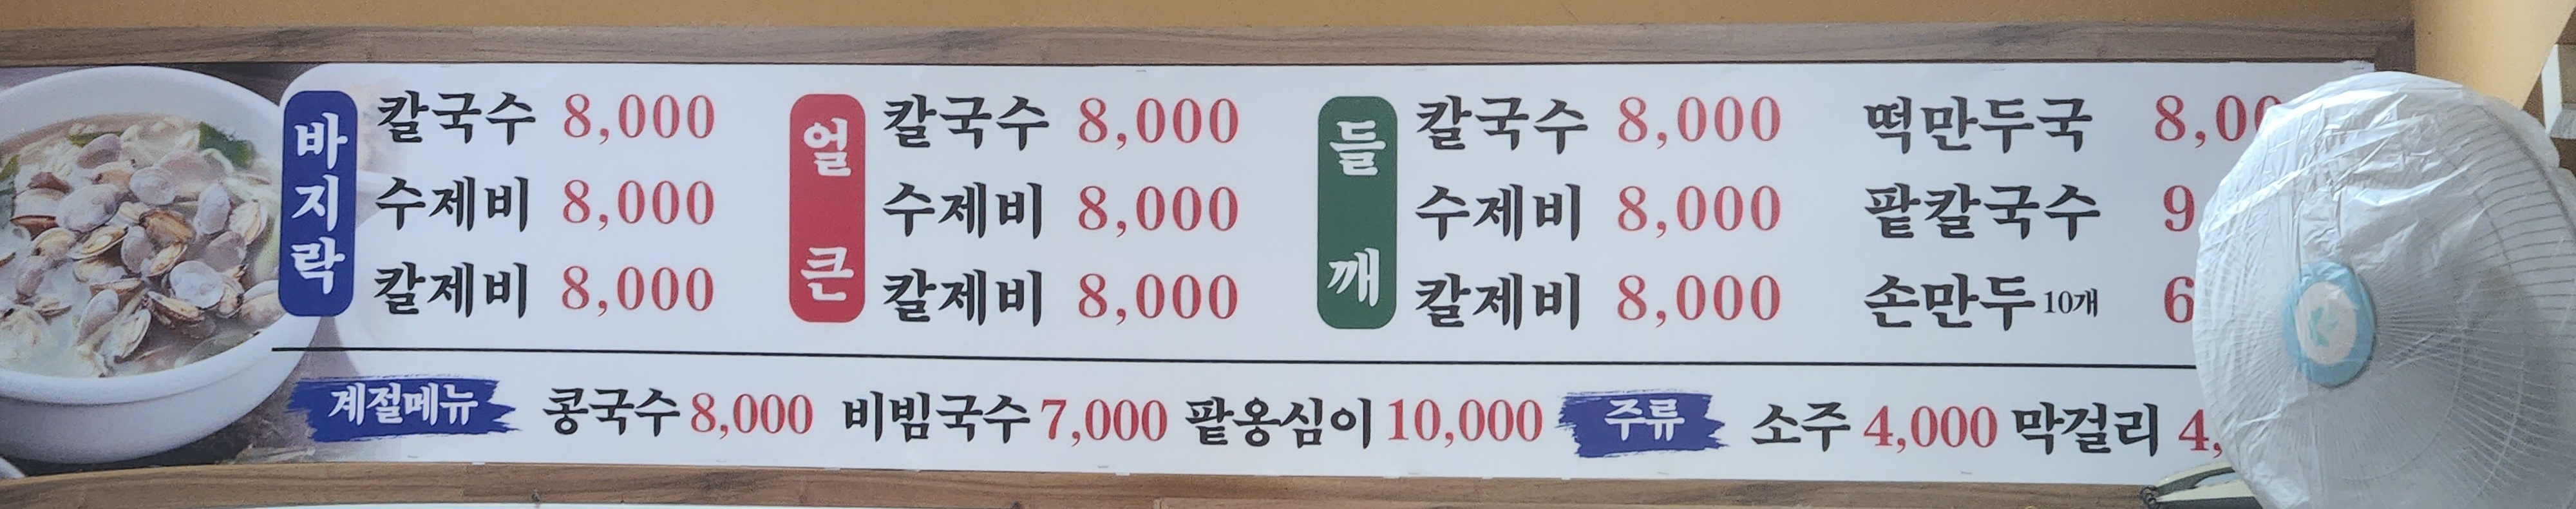 바지락
칼국수 8,000
수제비 8,000
칼제비 8,000
얼큰
칼국수 8,000
수제비 8,000
칼제비 8,000
들깨
칼국수 8,000
수제비 8,000
칼제비 8,000
떡만두국 8,00
팥칼국수 9
손만두 10개 6
계절메뉴 콩국수 8,000 비빔국수 7,000 팥옹심이 10,000 주류 소주 4,000 막걸리 4,